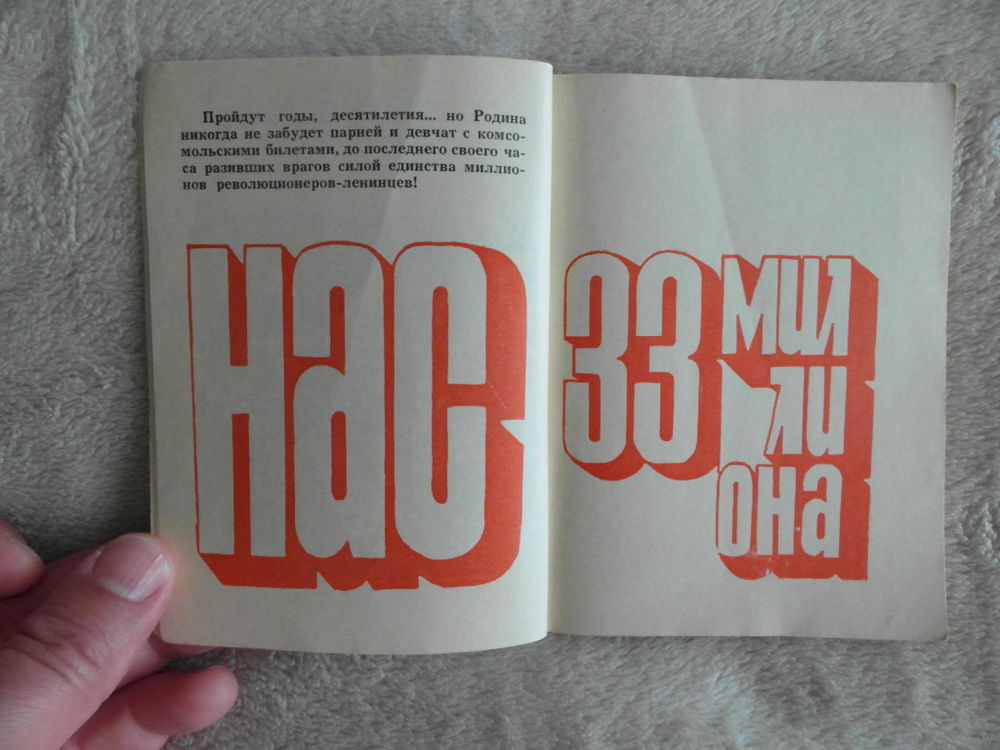 Пройдут годы, десятилетия... но Родина
никогда не забудет парней и девчат с комсо-
мольскими билетами, до последнего своего ча-
са разивших врагов силой единства миллио-
нов революционеров-ленинцев!
Нас
33
мил
ли
она